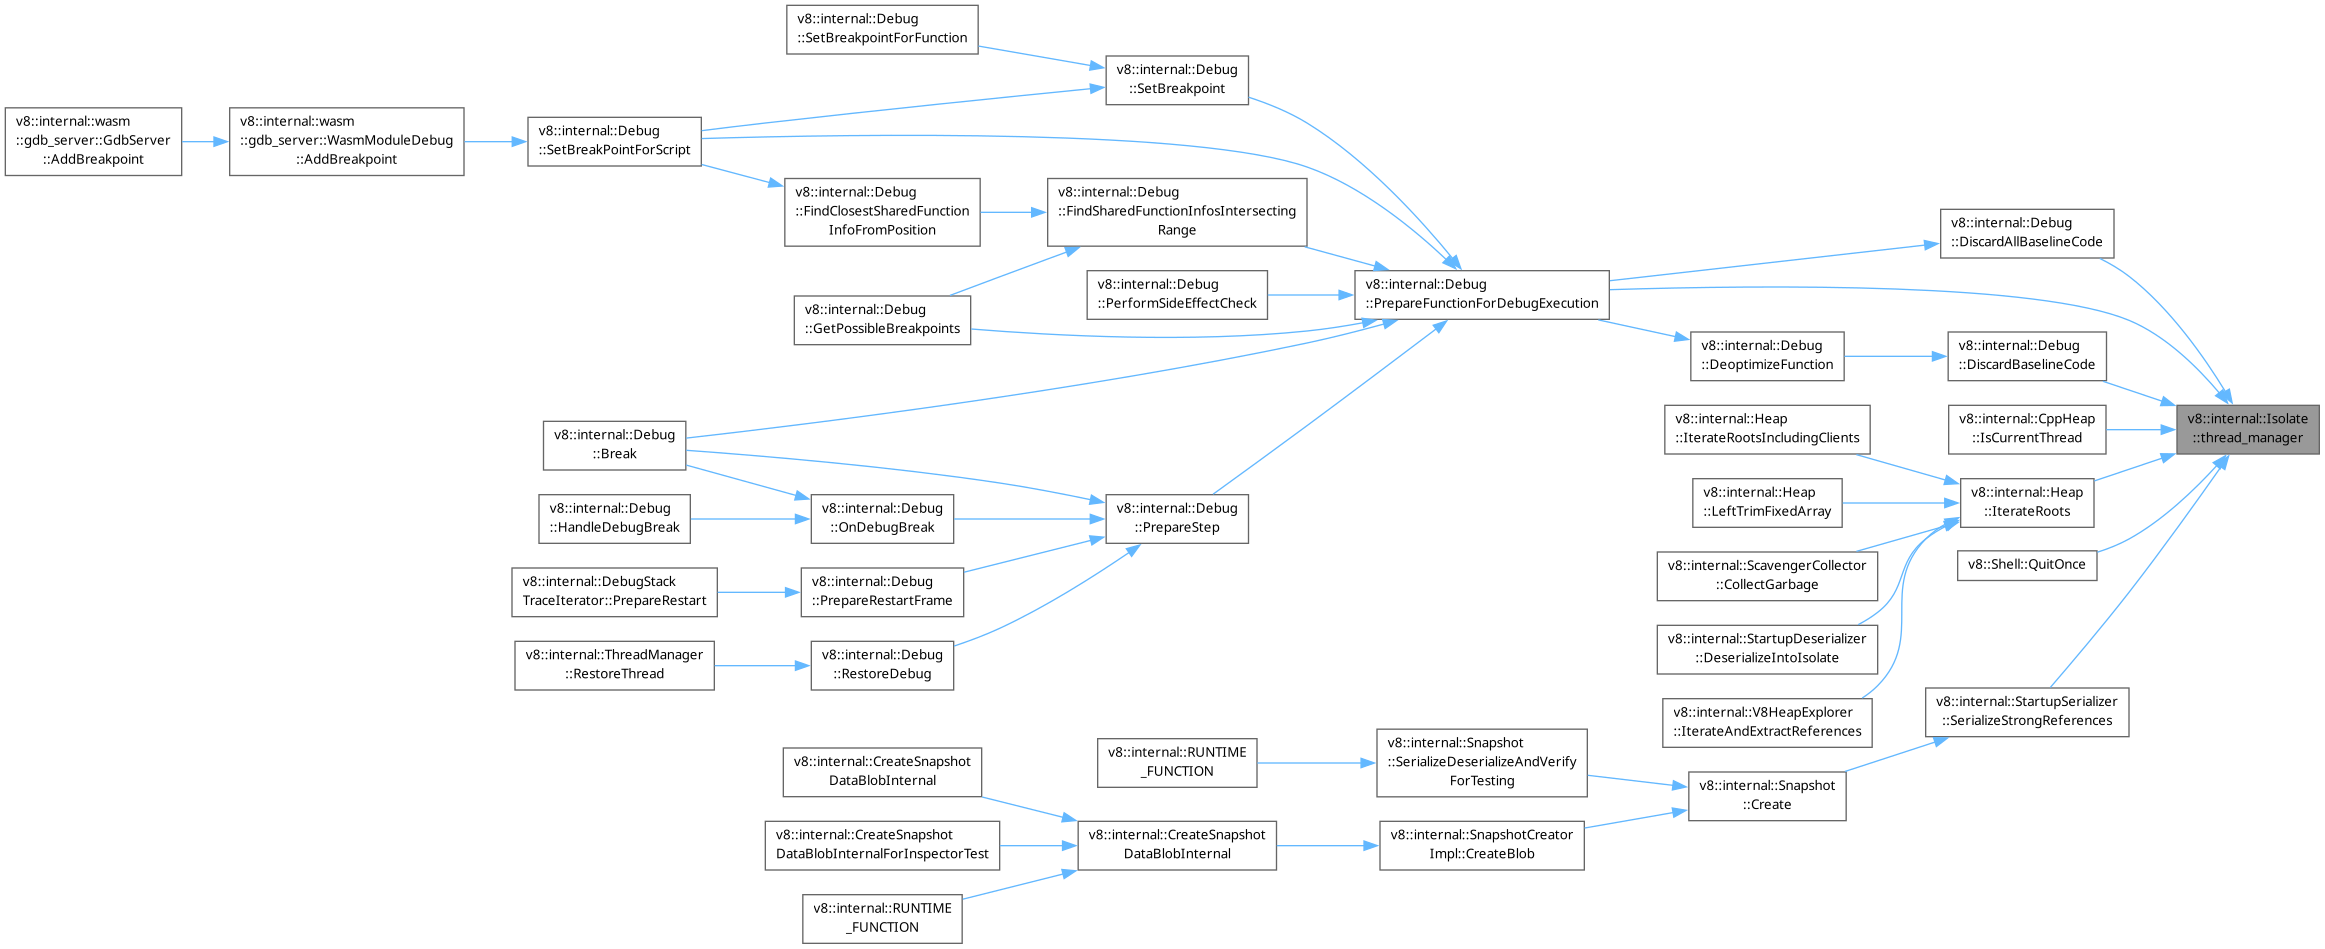 v8::internal::Debug
::SetBreakpointForFunction
v8::internal::Debug
::SetBreakpoint
v8::internal::wasm
::gdb_server::GdbServer
::AddBreakpoint
v8::internal::wasm
::gdb_server::WasmModuleDebug
::AddBreakpoint
v8::internal::Debug
::SetBreakPointForScript
v8::internal::Debug
::FindClosestSharedFunction
InfoFromPosition
v8::internal::Debug
::FindSharedFunctionInfosIntersecting
Range
v8::internal::Debug
::DiscardAllBaselineCode
v8::internal::Debug
::PerformSideEffectCheck
v8::internal::Debug
::PrepareFunctionForDebugExecution
v8::internal::Debug
::GetPossibleBreakpoints
v8::internal::Debug
::DeoptimizeFunction
v8::internal::Debug
::DiscardBaselineCode
v8::internal::Heap
::IterateRootsIncludingClients
v8::internal::CppHeap
::IsCurrentThread
v8::internal::Isolate
::thread_manager
v8::internal::Debug
::Break
v8::internal::Heap
::LeftTrimFixedArray
v8::internal::Heap
::IterateRoots
v8::internal::Debug
::HandleDebugBreak
v8::internal::Debug
::OnDebugBreak
v8::internal::Debug
::PrepareStep
v8::internal::ScavengerCollector
::CollectGarbage
v8::Shell::QuitOnce
v8::internal::DebugStack
TraceIterator::PrepareRestart
v8::internal::Debug
::PrepareRestartFrame
v8::internal::StartupDeserializer
::DeserializeIntoIsolate
v8::internal::ThreadManager
::RestoreThread
v8::internal::Debug
::RestoreDebug
v8::internal::V8HeapExplorer
::IterateAndExtractReferences
v8::internal::StartupSerializer
::SerializeStrongReferences
v8::internal::RUNTIME
_FUNCTION
v8::internal::Snapshot
::SerializeDeserializeAndVerify
ForTesting
v8::internal::CreateSnapshot
DataBlobInternal
v8::internal::Snapshot
::Create
v8::internal::CreateSnapshot
DataBlobInternalForInspectorTest
v8::internal::CreateSnapshot
DataBlobInternal
v8::internal::SnapshotCreator
Impl::CreateBlob
v8::internal::RUNTIME
_FUNCTION